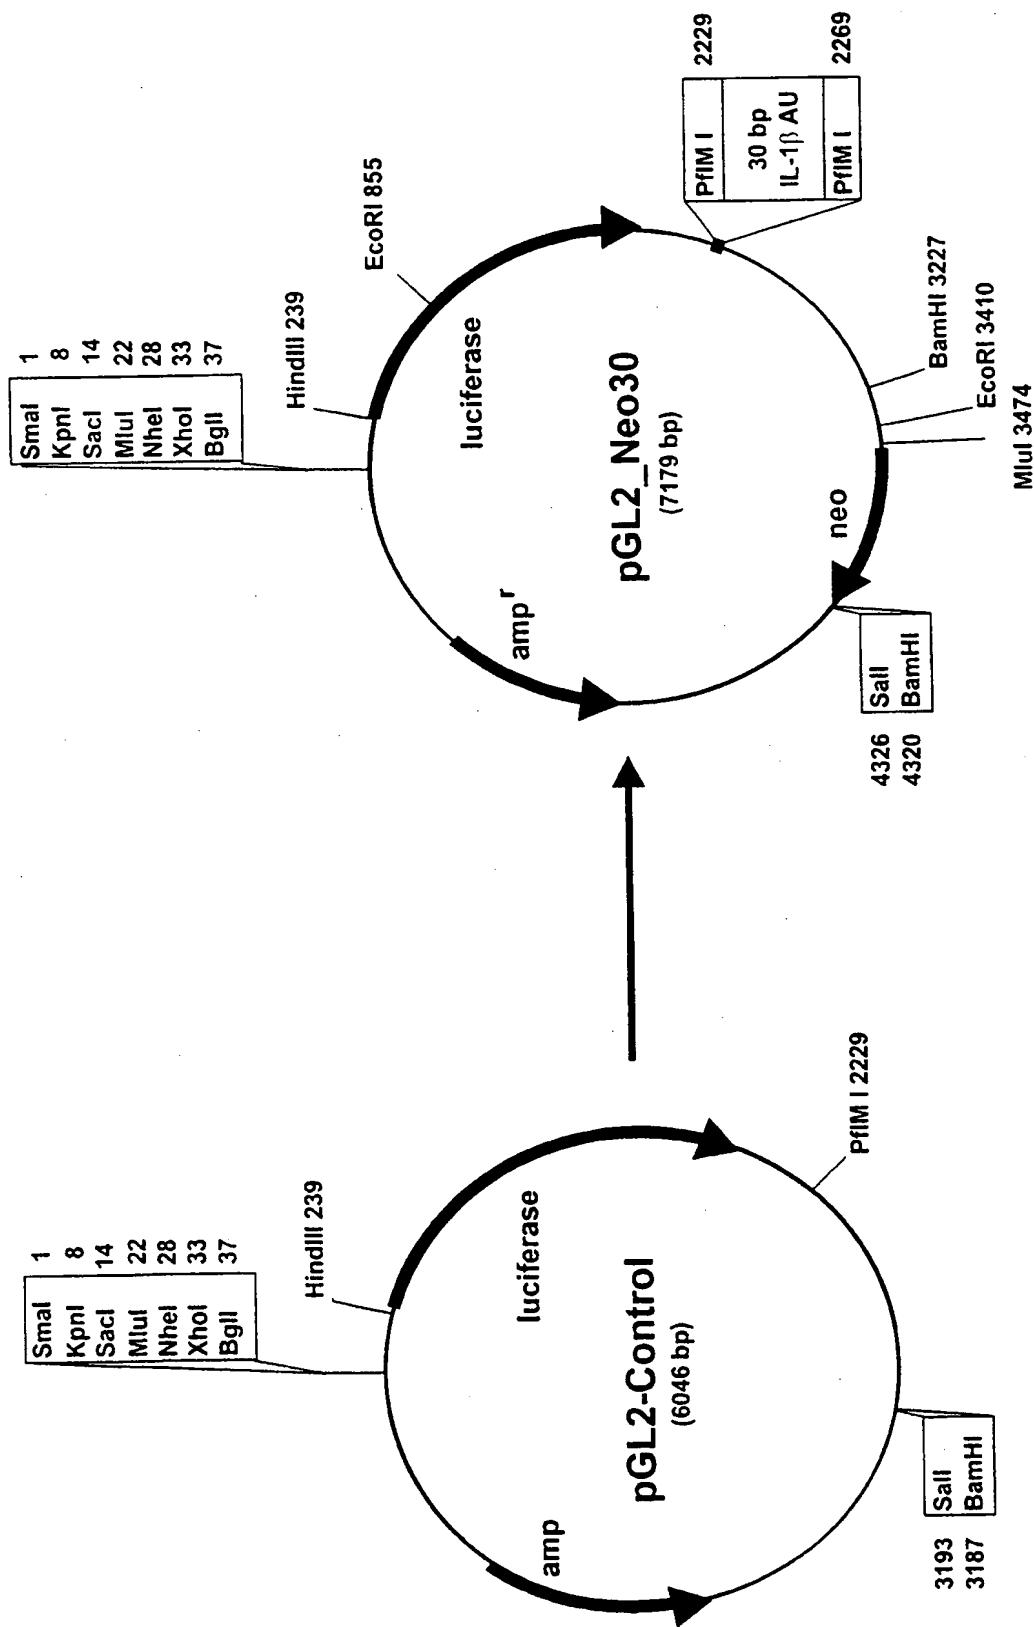 SmaI 1
KpnI 8
SacI 14
MluI 22
NheI 28
XhoI 33
BglI 37
HindIII 239
luciferase
amp
pGL2-Control
(6046 bp)
PflM I 2229
3193 SalI
3187 BamHI
SmaI 1
KpnI 8
SacI 14
MluI 22
NheI 28
XhoI 33
BglI 37
HindIII 239
EcoRI 855
luciferase
amp r
pGL2_Neo30
(7179 bp)
PflM I 2229
30 bp
IL-1β AU
PflM I 2269
neo
BamHI 3227
EcoRI 3410
MluI 3474
4326 SalI
4320 BamHI